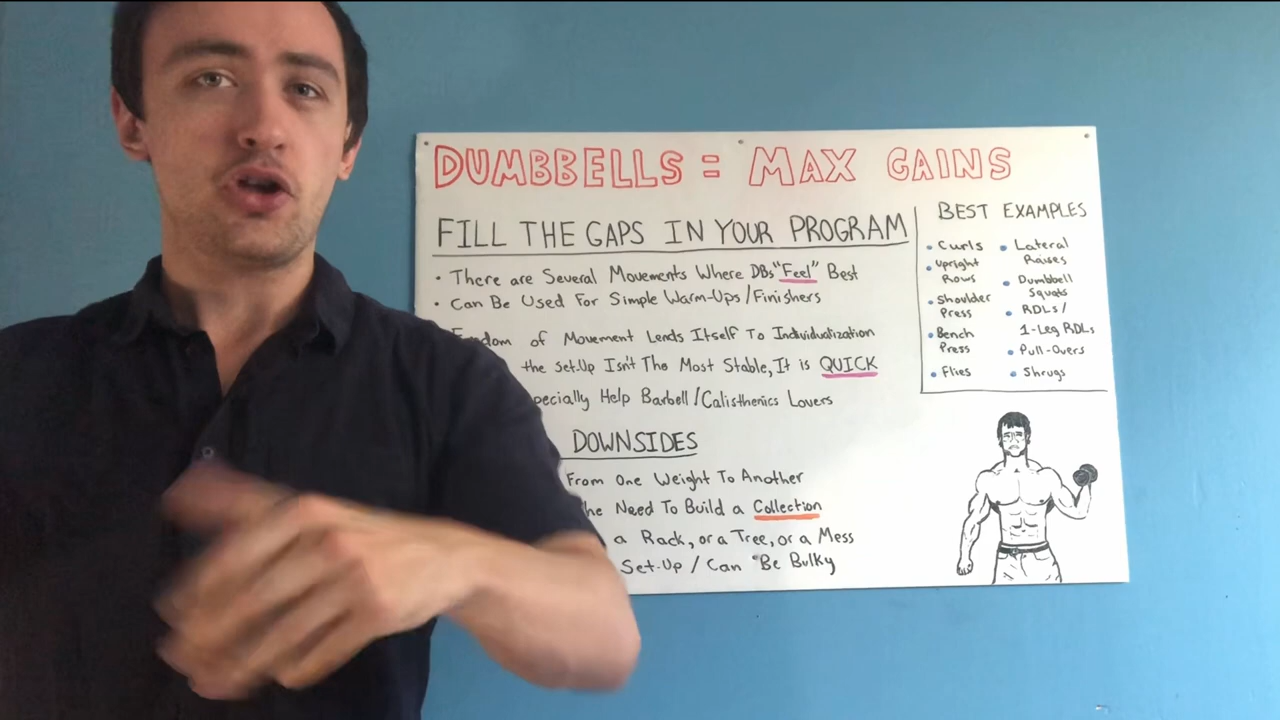 DUMBBELLS = MAX GAINS
FILL THE GAPS IN YOUR PROGRAM
• There are Several Movements Where DBs "Feel" Best
• Can Be Used For Simple Warm-Ups/Finishers
dom of Movement Lends Itself To Individualization
the Set-Up Isn't The Most Stable, It is QUICK
pecially Help Barbell/Calisthenics Lovers
DOWNSIDES
From One Weight To Another
he Need To Build a Collection
a Rack, or a Tree, or a Mess
Set-Up / Can Be Bulky
BEST EXAMPLES
• Curls
• Upright
Rows
• Shoulder
Press
• Bench
Press
• Flies
• Lateral
Raises
• Dumbbell
Squats
• RDLs/
1-Leg RDLs
• Pull-Overs
• Shrugs